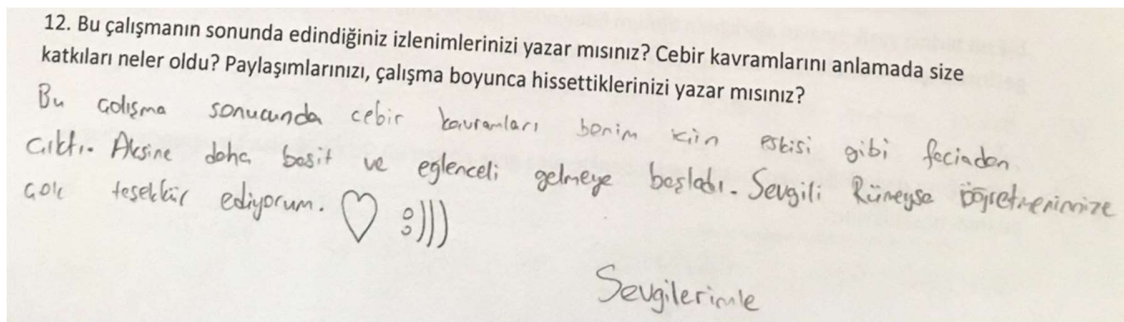 12. Bu çalışmanın sonunda edindiğiniz izlenimlerinizi yazar mısınız? Cebir kavramlarını anlamada size
katkıları neler oldu? Paylaşımlarınızı, çalışma boyunca hissettiklerinizi yazar mısınız?
Bu çalışma sonucunda cebir kavramları benim için eskisi gibi faciadan
çıktı. Aksine daha basit ve eğlenceli gelmeye başladı. Sevgili Rümeysa öğretmenimize
çok teşekkür ediyorum. ♡ :)))
Sevgilerimle